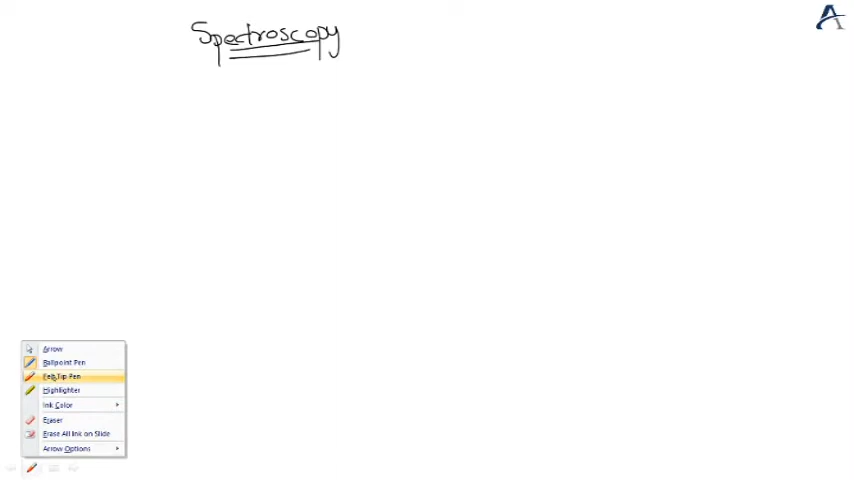 Spectroscopy
Arrow
Ballpoint Pen
Felt Tip Pen
Highlighter
Ink Color
Eraser
Erase All Ink on Slide
Arrow Options